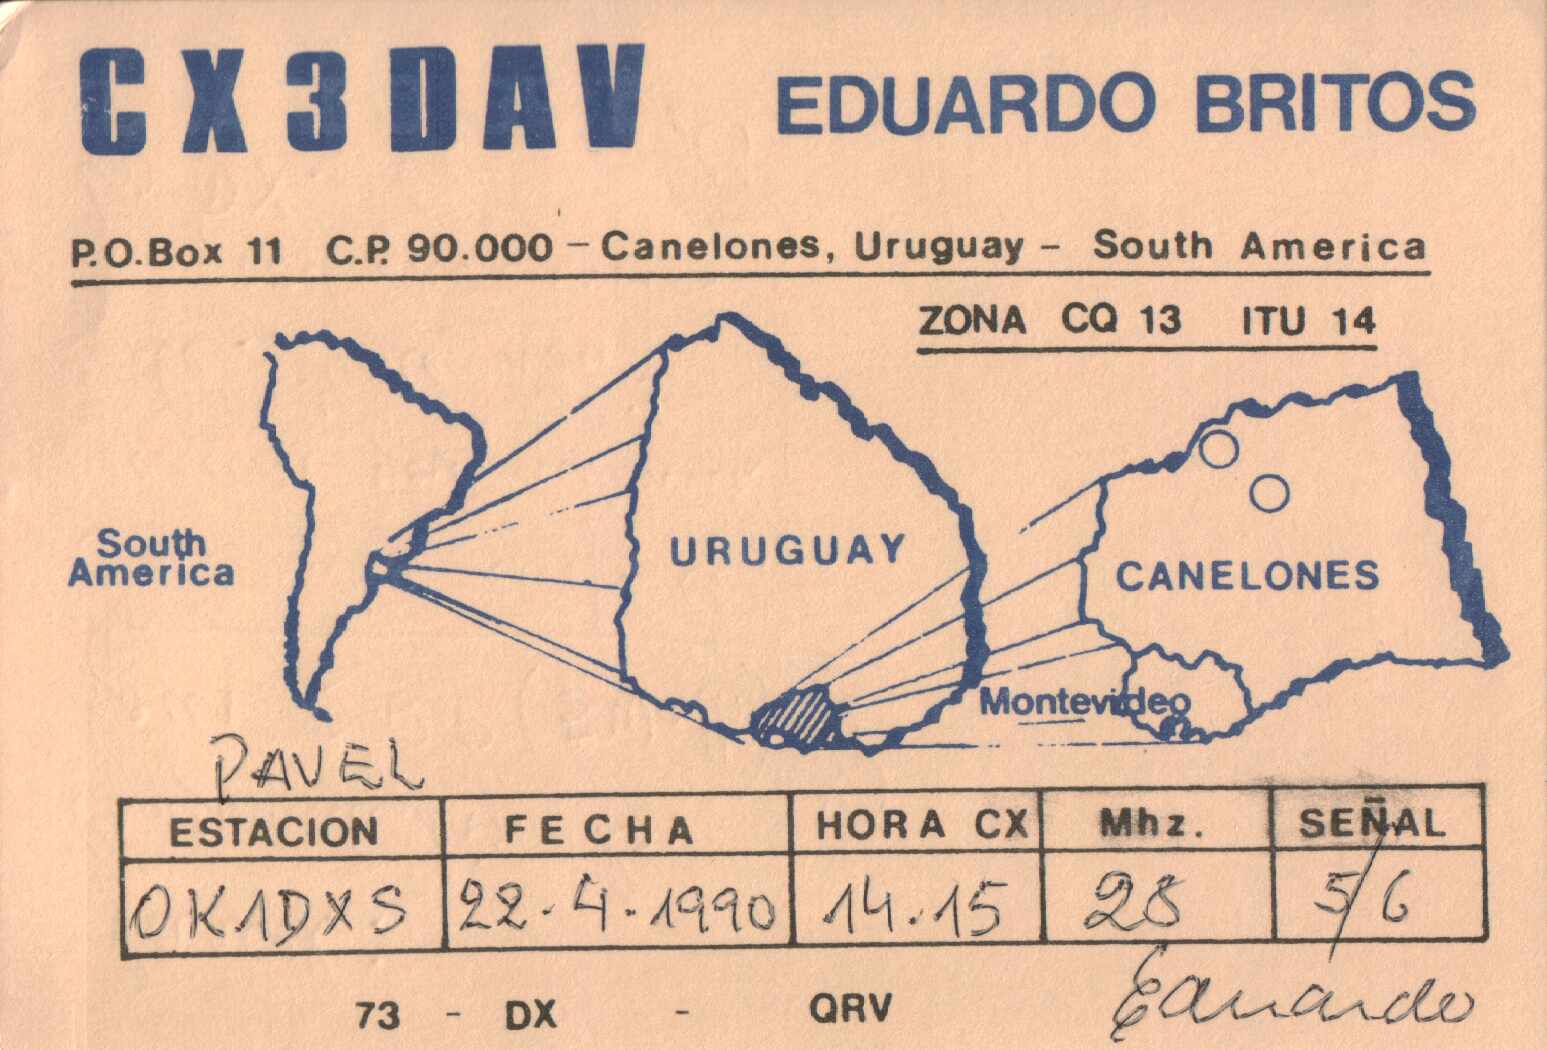 CX3DAV EDUARDO BRITOS
P.O.Box 11 C.P. 90.000 – Canelones, Uruguay – South America
ZONA CQ 13 ITU 14
South
America
URUGUAY
CANELONES
Montevideo
PAVEL
ESTACION FECHA HORA CX Mhz. SEÑAL
OK1DXS 22.4.1990 14.15 28 5/6
73 - DX - QRV Eduardo